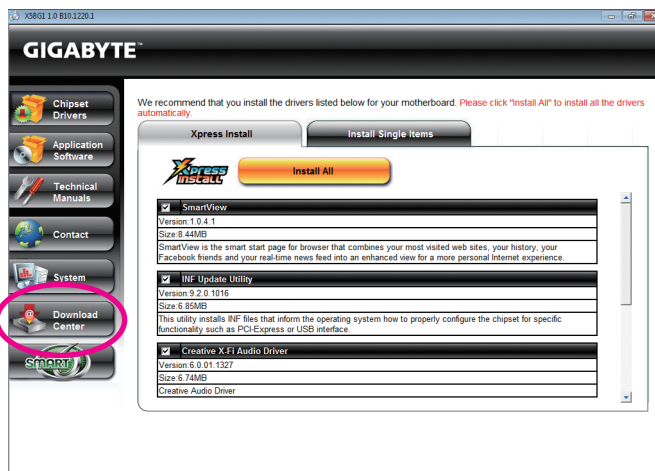 X58G1 1.0 B10.1220.1
GIGABYTE™
Chipset
Drivers
Application
Software
Technical
Manuals
Contact
System
Download
Center
SMART
We recommend that you install the drivers listed below for your motherboard. Please click "Install All" to install all the drivers
automatically.
Xpress Install
Install Single Items
Xpress
Install
Install All
SmartView
Version:1.0.4.1
Size:8.44MB
SmartView is the smart start page for browser that combines your most visited web sites, your history, your
Facebook friends and your real-time news feed into an enhanced view for a more personal Internet experience.
INF Update Utility
Version:9.2.0.1016
Size:6.85MB
This utility installs INF files that inform the operating system how to properly configure the chipset for specific
functionality such as PCI-Express or USB interface.
Creative X-Fi Audio Driver
Version:6.0.01.1327
Size:6.74MB
Creative Audio Driver